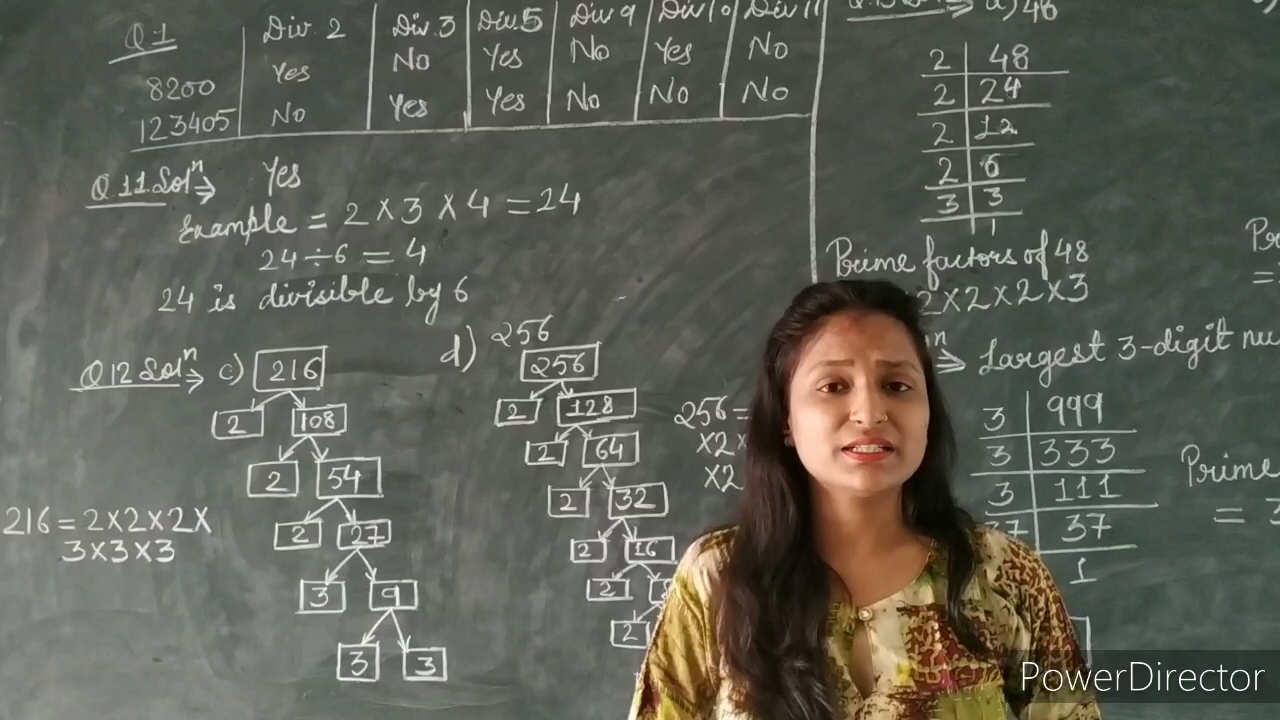 Q.1 Div. 2 Div. 3 Div. 5 Div 9 Div 10 Div 11
8200 Yes No Yes No Yes No
123405 No Yes Yes No No No
Q.11 Solⁿ ⇒ Yes
Example = 2 × 3 × 4 = 24
24 ÷ 6 = 4
24 is divisible by 6
Q12 Solⁿ ⇒ c) 216
2 108
2 54
2 27
3 9
3 3
216 = 2×2×2×
3×3×3
d) 256
256
2 128
2 64
2 32
2 16
2
2
256 =
×2
×2
a) 48
2 48
2 24
2 12
2 6
3 3
1
Prime factors of 48
2×2×2×3
⇒ Largest 3-digit
3 999
3 333
3 111
37
1
Prime
= 3
PowerDirector